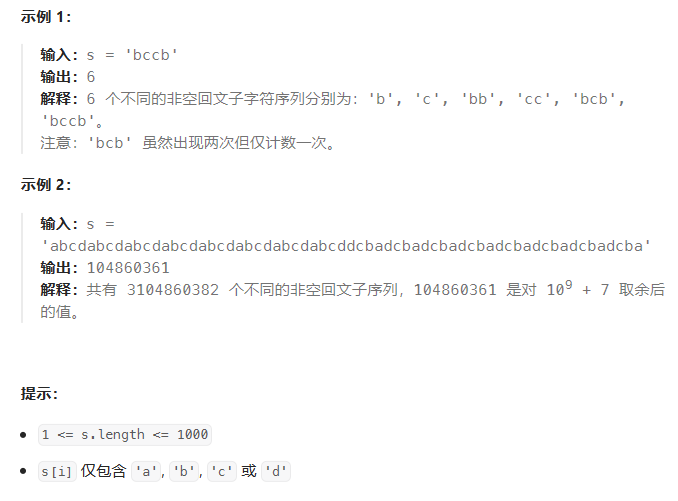 示例 1：
输入：s = 'bccb'
输出：6
解释：6 个不同的非空回文子字符序列分别为：'b', 'c', 'bb', 'cc', 'bcb',
'bccb'。
注意：'bcb' 虽然出现两次但仅计数一次。
示例 2：
输入：s =
'abcdabcdabcdabcdabcdabcdabcdabcddcbadcbadcbadcbadcbadcbadcbadcba'
输出：104860361
解释：共有 3104860382 个不同的非空回文子序列，104860361 是对 10⁹ + 7 取余后
的值。
提示：
1 <= s.length <= 1000
s[i] 仅包含 'a', 'b', 'c' 或 'd'